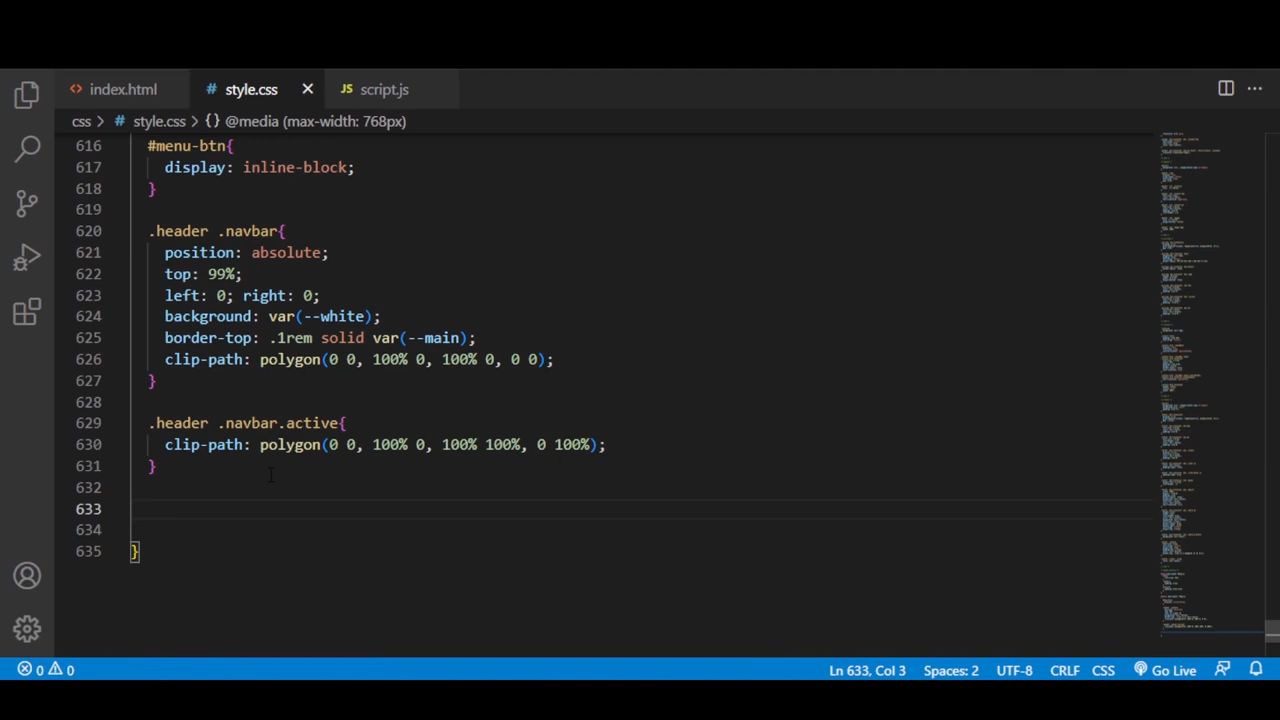 index.html
style.css
script.js
css > style.css > {} @media (max-width: 768px)
616 #menu-btn{
617 display: inline-block;
618 }
619
620 .header .navbar{
621 position: absolute;
622 top: 99%;
623 left: 0; right: 0;
624 background: var(--white);
625 border-top: .1rem solid var(--main);
626 clip-path: polygon(0 0, 100% 0, 100% 0, 0 0);
627 }
628
629 .header .navbar.active{
630 clip-path: polygon(0 0, 100% 0, 100% 100%, 0 100%);
631 }
632
633
634
635 }
0 0 Ln 633, Col 3 Spaces: 2 UTF-8 CRLF CSS Go Live